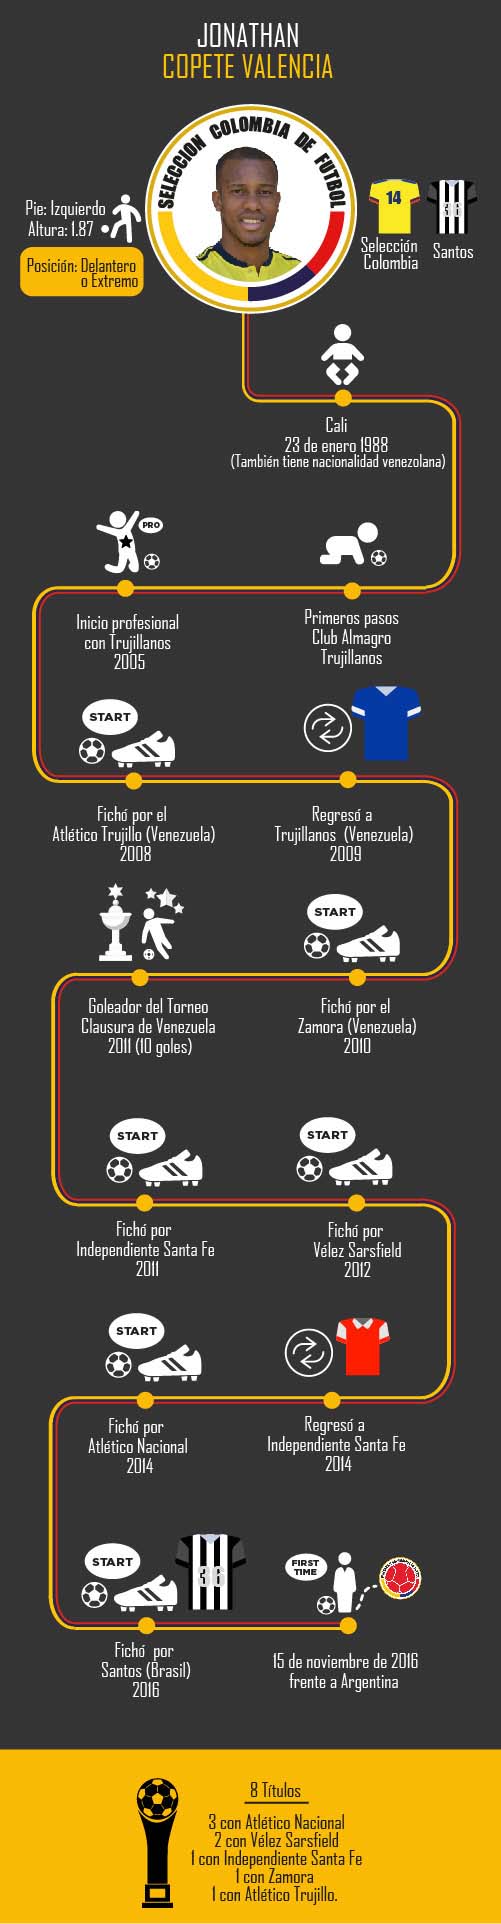 JONATHAN
COPETE VALENCIA
SELECCION COLOMBIA DE FUTBOL
Pie: Izquierdo
Altura: 1.87
Posición: Delantero
o Extremo
14
36
Selección
Colombia
Santos
Cali
23 de enero 1988
(También tiene nacionalidad venezolana)
PRO
Inicio profesional
con Trujillanos
2005
Primeros pasos
Club Almagro
Trujillanos
START
Fichó por el
Atlético Trujillo (Venezuela)
2008
Regresó a
Trujillanos (Venezuela)
2009
START
Goleador del Torneo
Clausura de Venezuela
2011 (10 goles)
Fichó por el
Zamora (Venezuela)
2010
START
START
Fichó por
Independiente Santa Fe
2011
Fichó por
Vélez Sarsfield
2012
START
Fichó por
Atlético Nacional
2014
Regresó a
Independiente Santa Fe
2014
START
36
FIRST
TIME
Fichó por
Santos (Brasil)
2016
15 de noviembre de 2016
frente a Argentina
8 Títulos
3 con Atlético Nacional
2 con Vélez Sarsfield
1 con Independiente Santa Fe
1 con Zamora
1 con Atlético Trujillo.